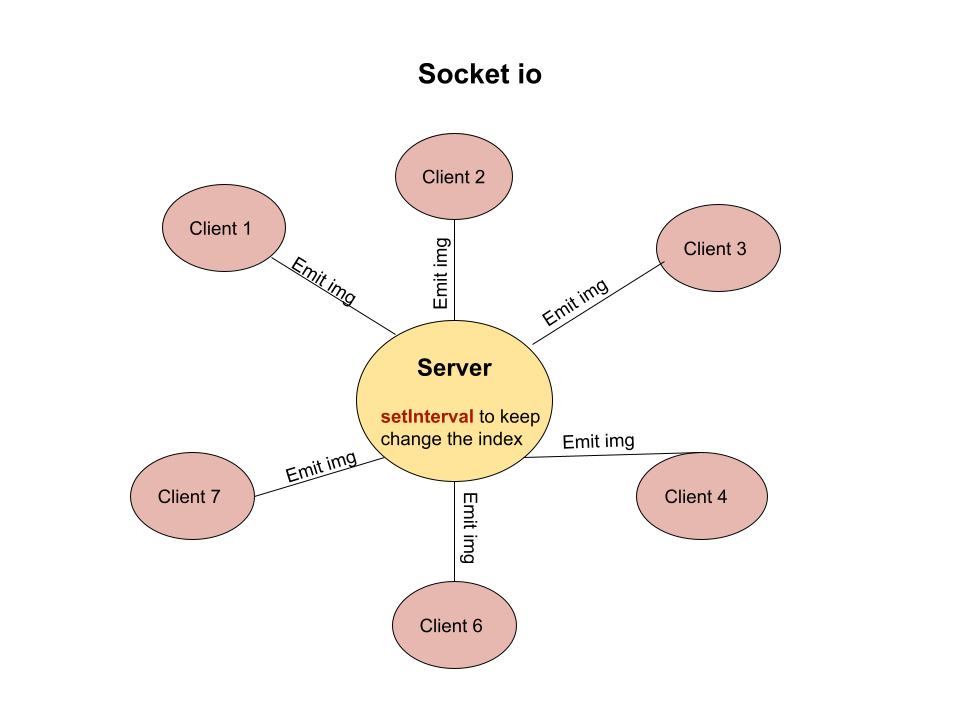 Socket io
Client 2
Client 1
Client 3
Emit img
Emit img
Emit img
Server
setInterval to keep
change the index
Emit img
Emit img
Client 7
Client 4
Emit img
Client 6